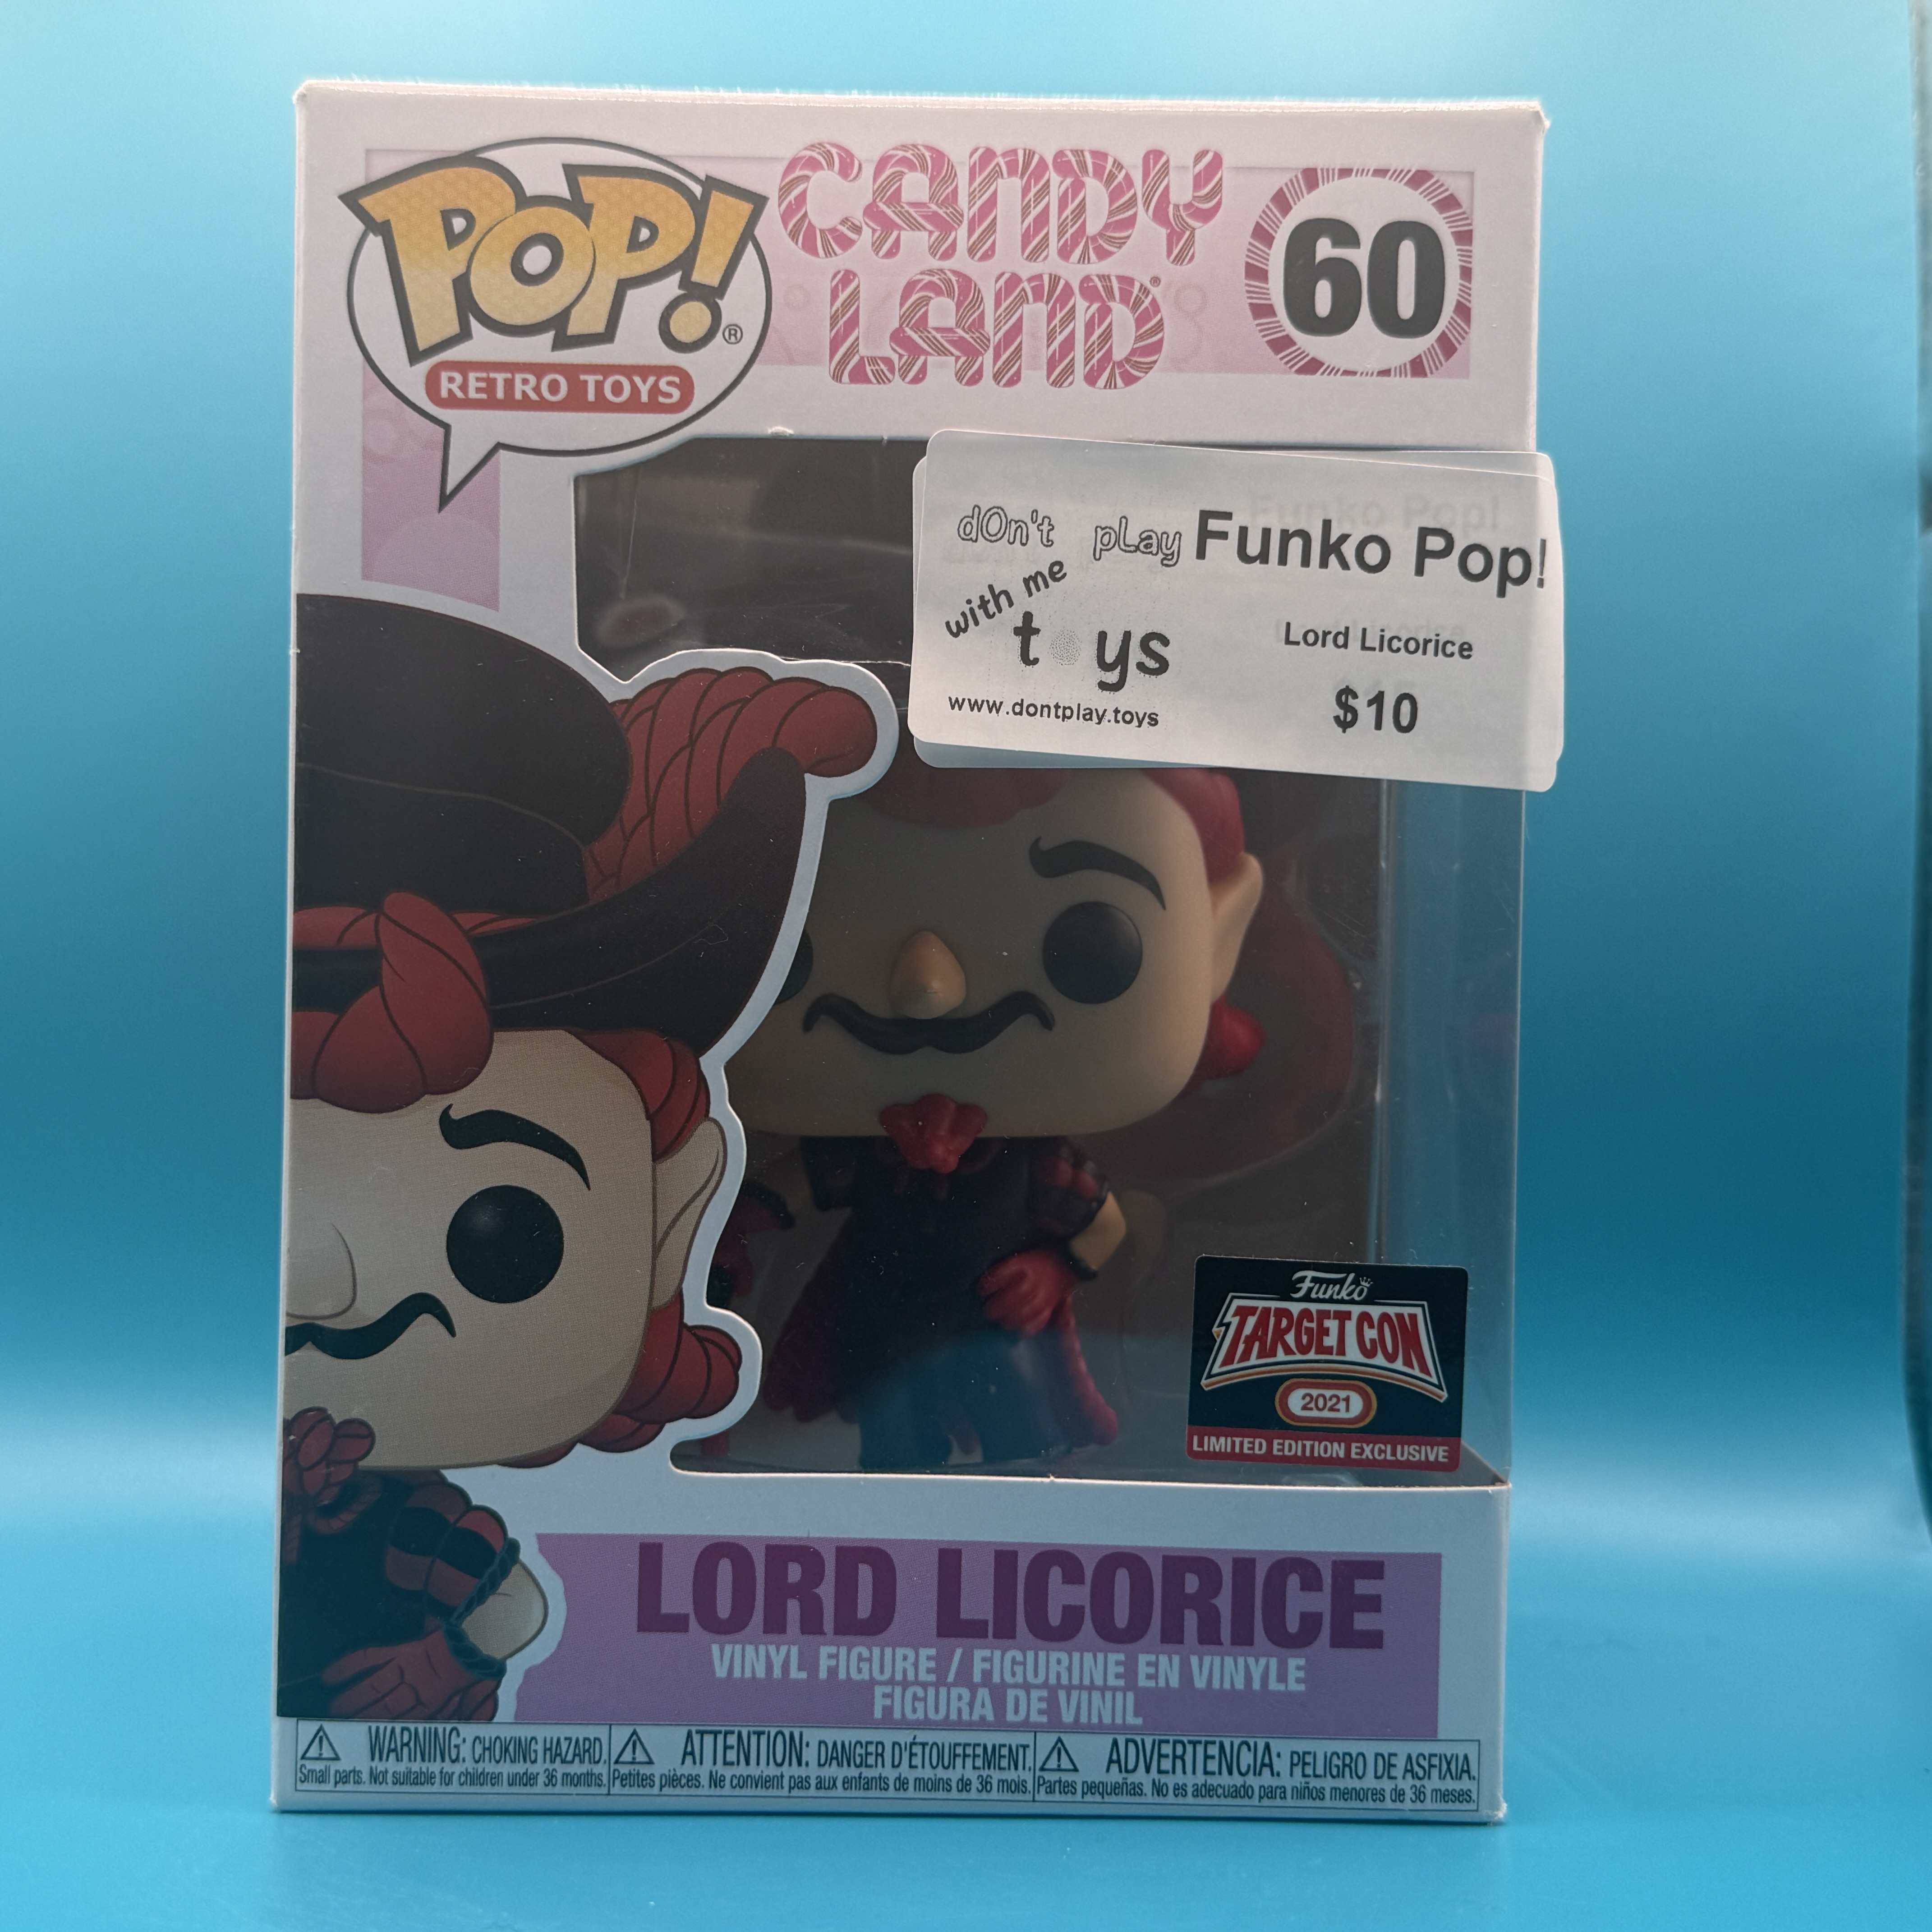 POP!®
RETRO TOYS
CANDY
LAND®
60
dOn't pLay
with me
t ys
www.dontplay.toys
Funko Pop!
Lord Licorice
$10
Funko
TARGET CON
2021
LIMITED EDITION EXCLUSIVE
LORD LICORICE
VINYL FIGURE / FIGURINE EN VINYLE
FIGURA DE VINIL
WARNING: CHOKING HAZARD.
Small parts. Not suitable for children under 36 months.
ATTENTION: DANGER D'ÉTOUFFEMENT.
Petites pièces. Ne convient pas aux enfants de moins de 36 mois.
ADVERTENCIA: PELIGRO DE ASFIXIA.
Partes pequeñas. No es adecuado para niños menores de 36 meses.